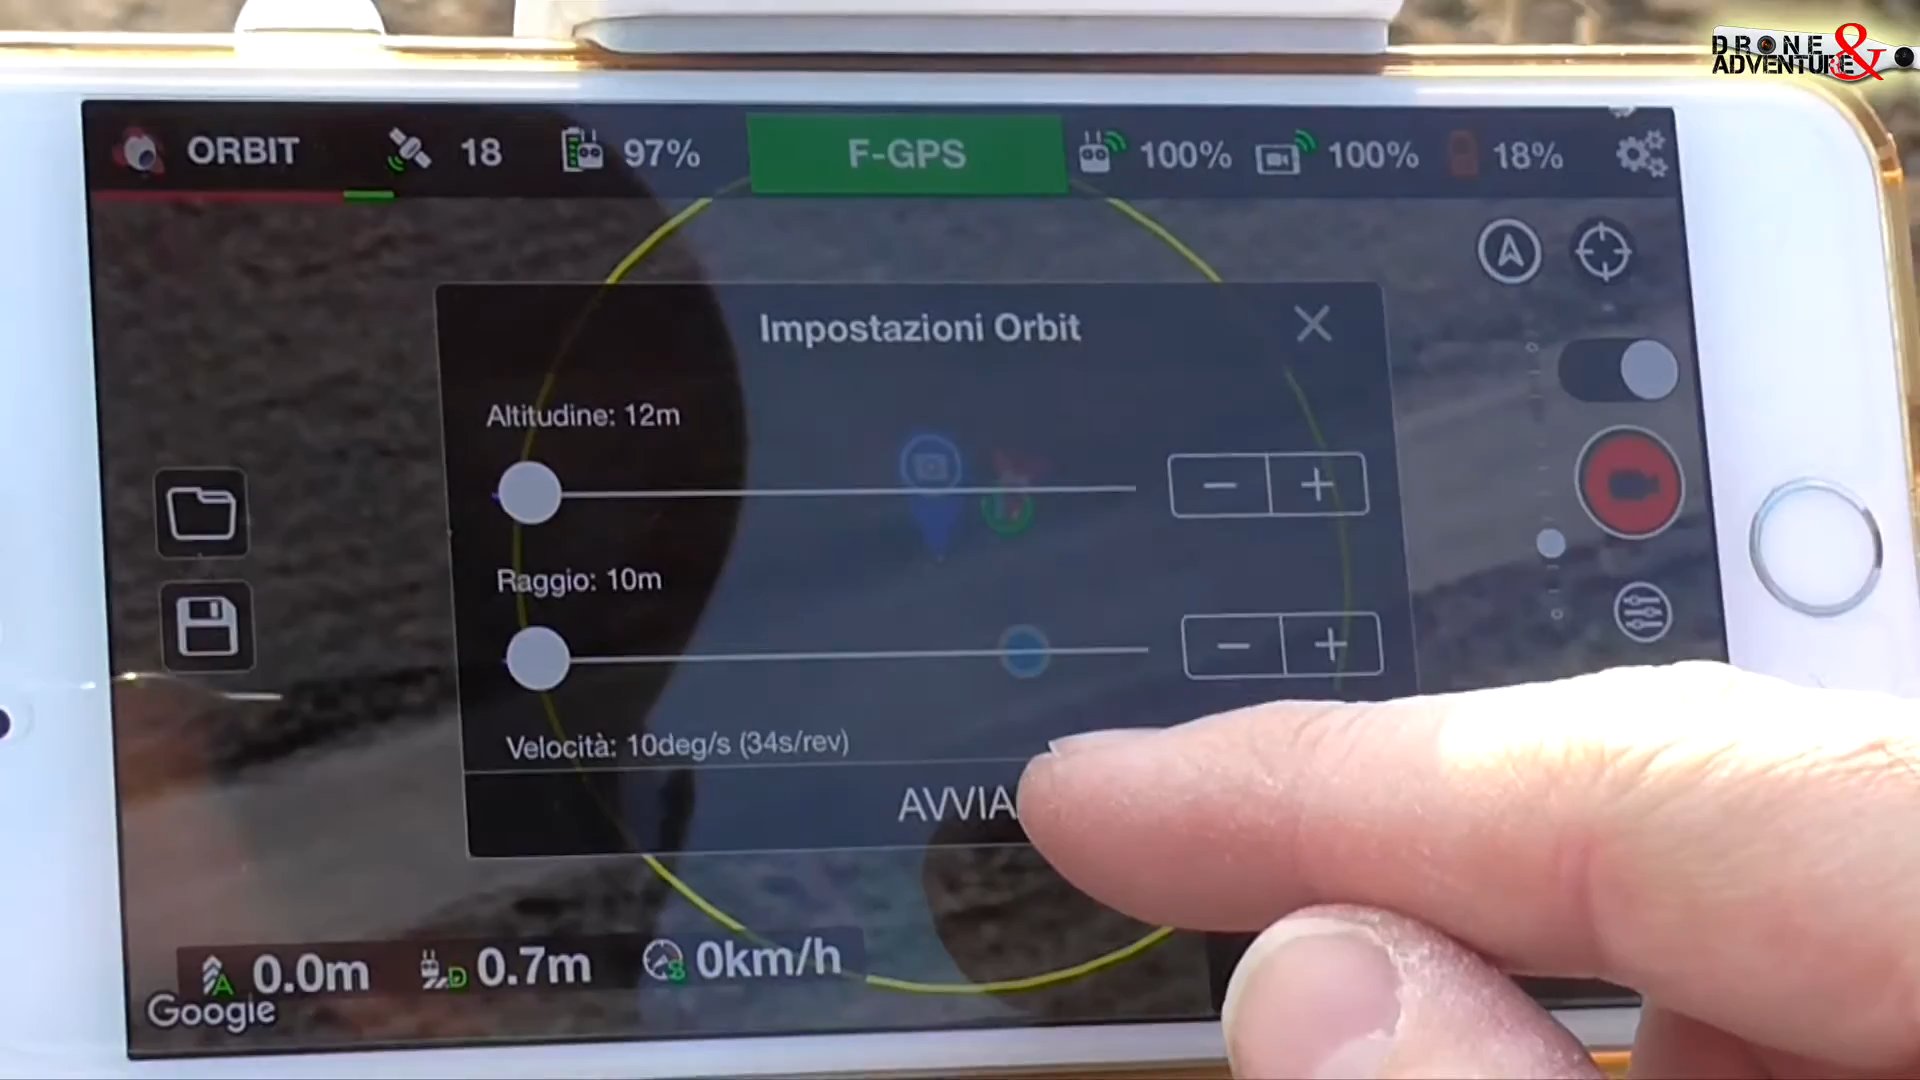 DRONE &
ADVENTURE
ORBIT 18 97% F-GPS 100% 100% 18%
Impostazioni Orbit
Altitudine: 12m
Raggio: 10m
Velocità: 10deg/s (34s/rev)
AVVIA
A 0.0m D 0.7m S 0km/h
Google